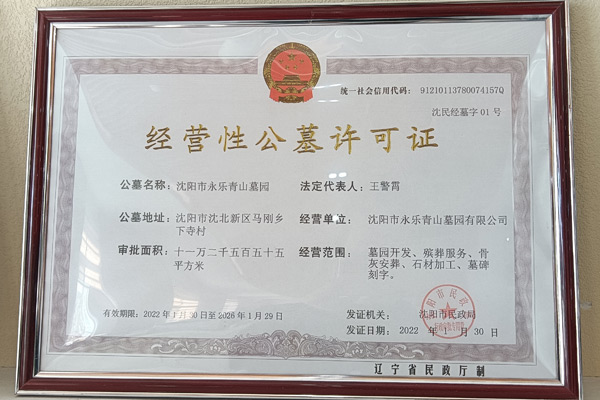 统一社会信用代码：91210113780074157Q
沈民经墓字 01 号
经营性公墓许可证
公墓名称：沈阳市永乐青山墓园
法定代表人：王警霄
公墓地址：沈阳市沈北新区马刚乡
下寺村
经营单位：沈阳市永乐青山墓园有限公司
审批面积：十一万二千五百五十五
平方米
经营范围：墓园开发、殡葬服务、骨
灰安葬、石材加工、墓碑
刻字。
有效期限：2022 年 1 月 30 日至 2026 年 1 月 29 日
发证机关：沈阳市民政局
发证日期：2022 年 1 月 30 日
辽宁省民政厅制